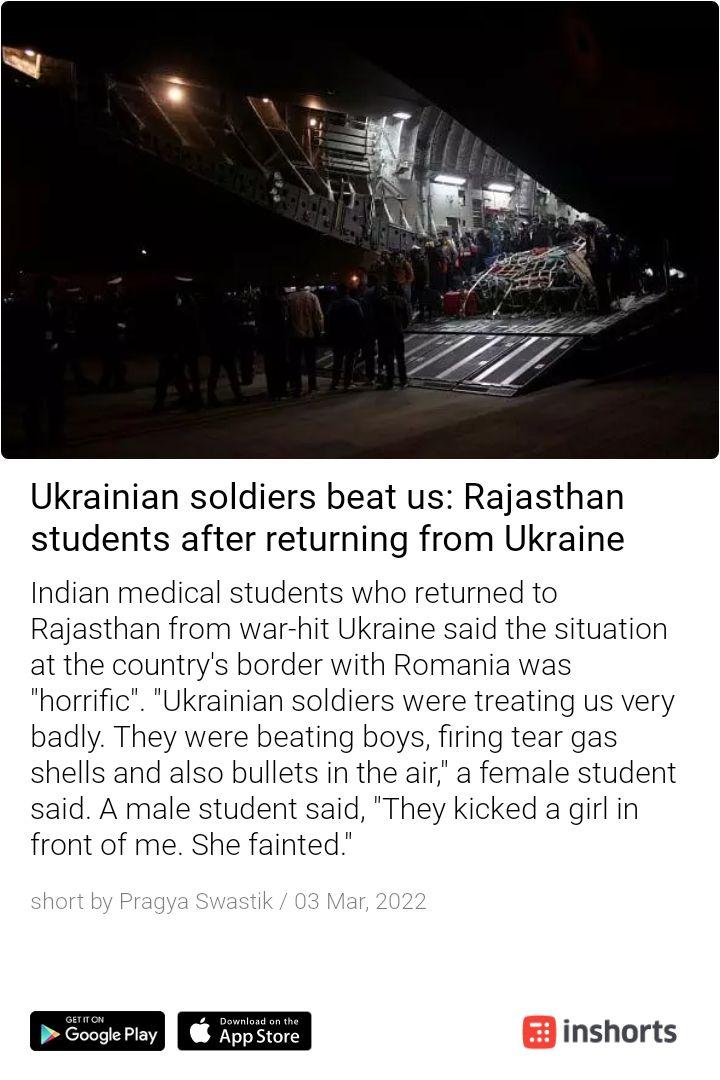 Ukrainian soldiers beat us: Rajasthan
students after returning from Ukraine
Indian medical students who returned to
Rajasthan from war-hit Ukraine said the situation
at the country's border with Romania was
"horrific". "Ukrainian soldiers were treating us very
badly. They were beating boys, firing tear gas
shells and also bullets in the air," a female student
said. A male student said, "They kicked a girl in
front of me. She fainted."
short by Pragya Swastik / 03 Mar, 2022
GET IT ON
Google Play
Download on the
App Store
inshorts